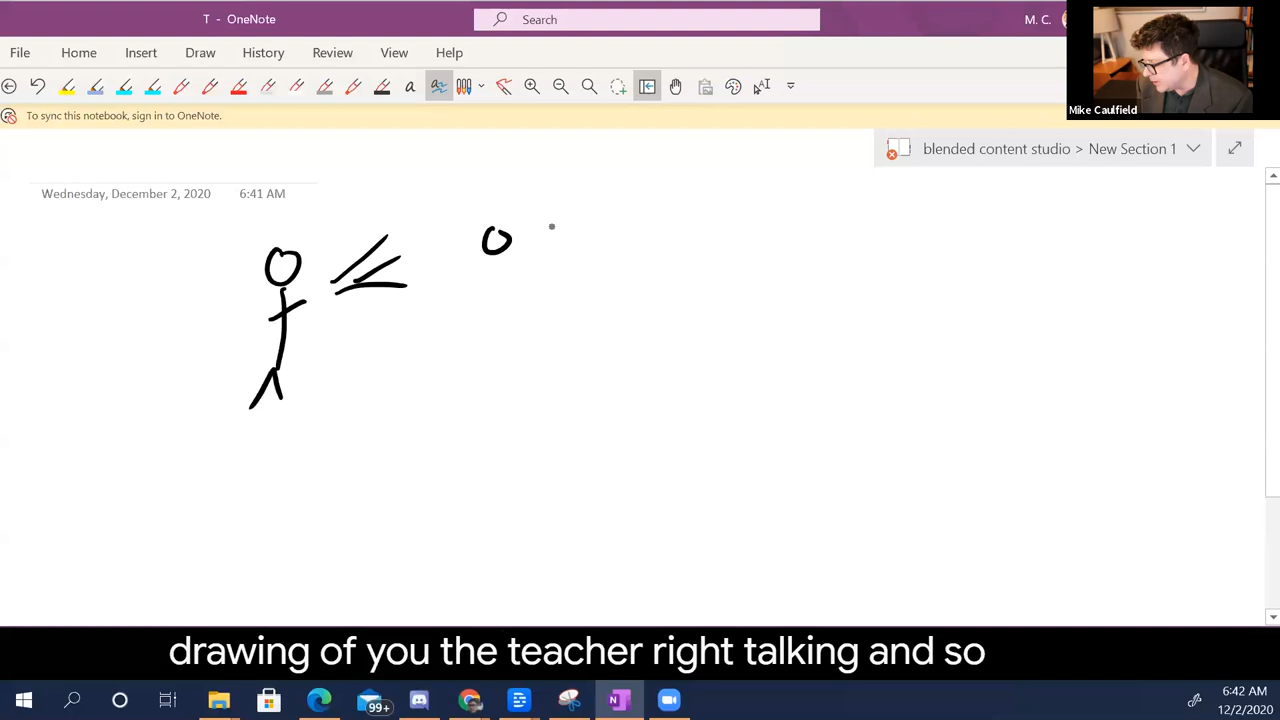 T - OneNote
Search
M. C.
File Home Insert Draw History Review View Help
Mike Caulfield
To sync this notebook, sign in to OneNote.
blended content studio > New Section 1
Wednesday, December 2, 2020 6:41 AM
drawing of you the teacher right talking and so
99+
6:42 AM
12/2/2020